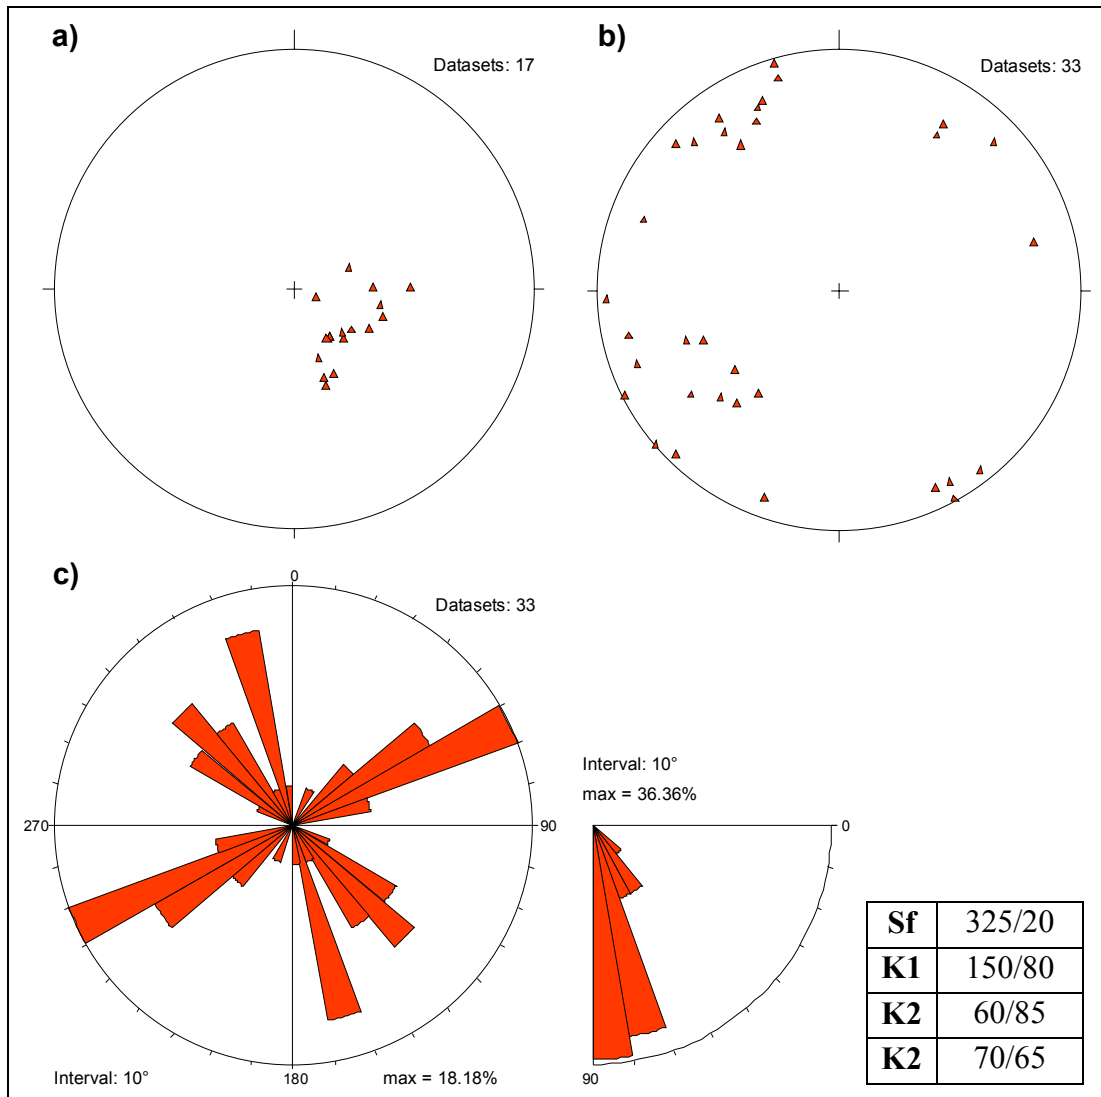 a)
Datasets: 17
b)
Datasets: 33
c)
0
Datasets: 33
270
90
180
Interval: 10°
max = 18.18%
Interval: 10°
max = 36.36%
0
90
Sf 325/20
K1 150/80
K2 60/85
K2 70/65